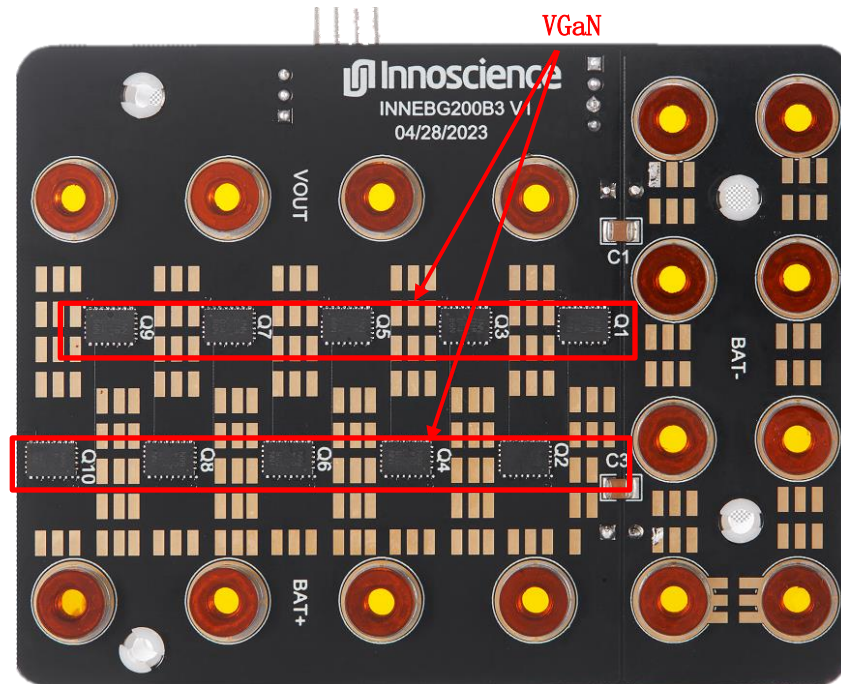 VGaN
Innoscience
INNEBG200B3 V1
04/28/2023
VOUT
C1
Q9
Q7
Q5
Q3
Q1
BAT-
Q10
Q8
Q6
Q4
Q2
C3
BAT+